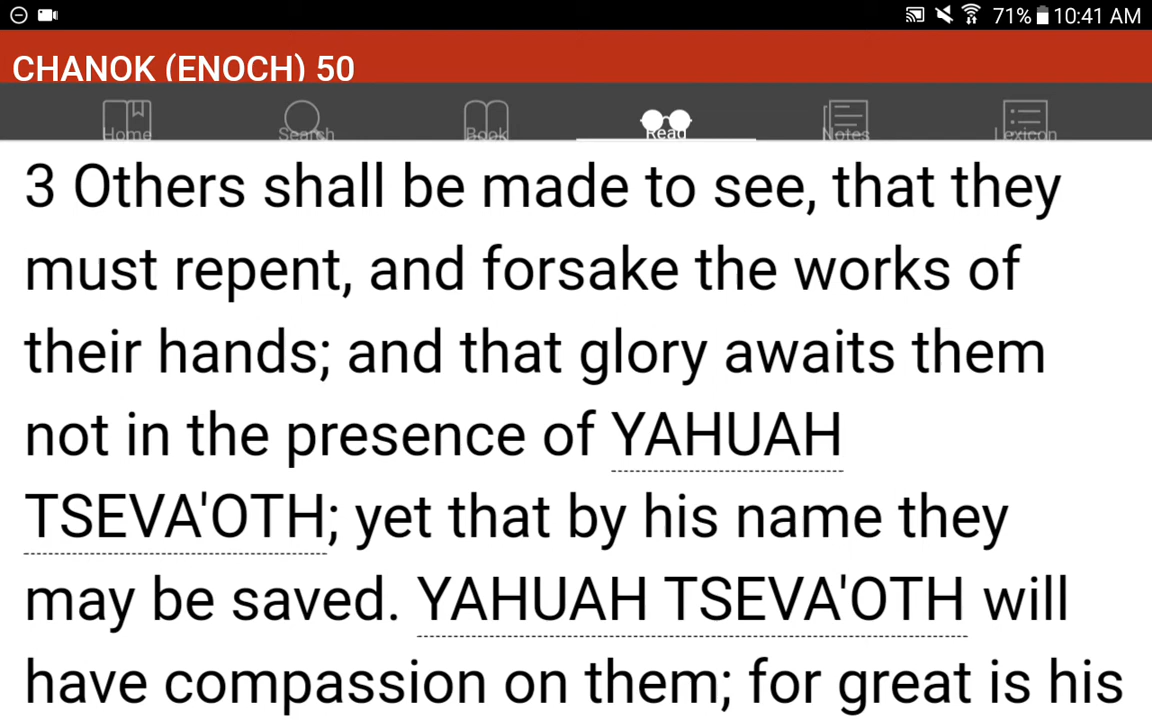 71% 10:41 AM
CHANOK (ENOCH) 50
Home Search Book Read Notes Lexicon
3 Others shall be made to see, that they
must repent, and forsake the works of
their hands; and that glory awaits them
not in the presence of YAHUAH
TSEVA'OTH; yet that by his name they
may be saved. YAHUAH TSEVA'OTH will
have compassion on them; for great is his